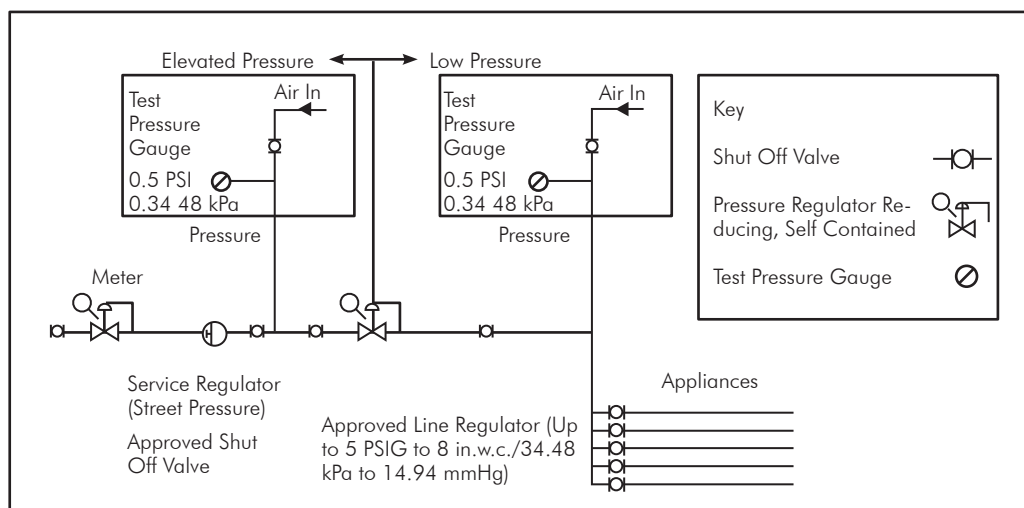 Elevated Pressure
Low Pressure
Test
Pressure
Gauge
0.5 PSI
0.34 48 kPa
Air In
Pressure
Test
Pressure
Gauge
0.5 PSI
0.34 48 kPa
Air In
Pressure
Key
Shut Off Valve
Pressure Regulator Re-
ducing, Self Contained
Test Pressure Gauge
Meter
Service Regulator
(Street Pressure)
Approved Shut
Off Valve
Approved Line Regulator (Up
to 5 PSIG to 8 in.w.c./34.48
kPa to 14.94 mmHg)
Appliances